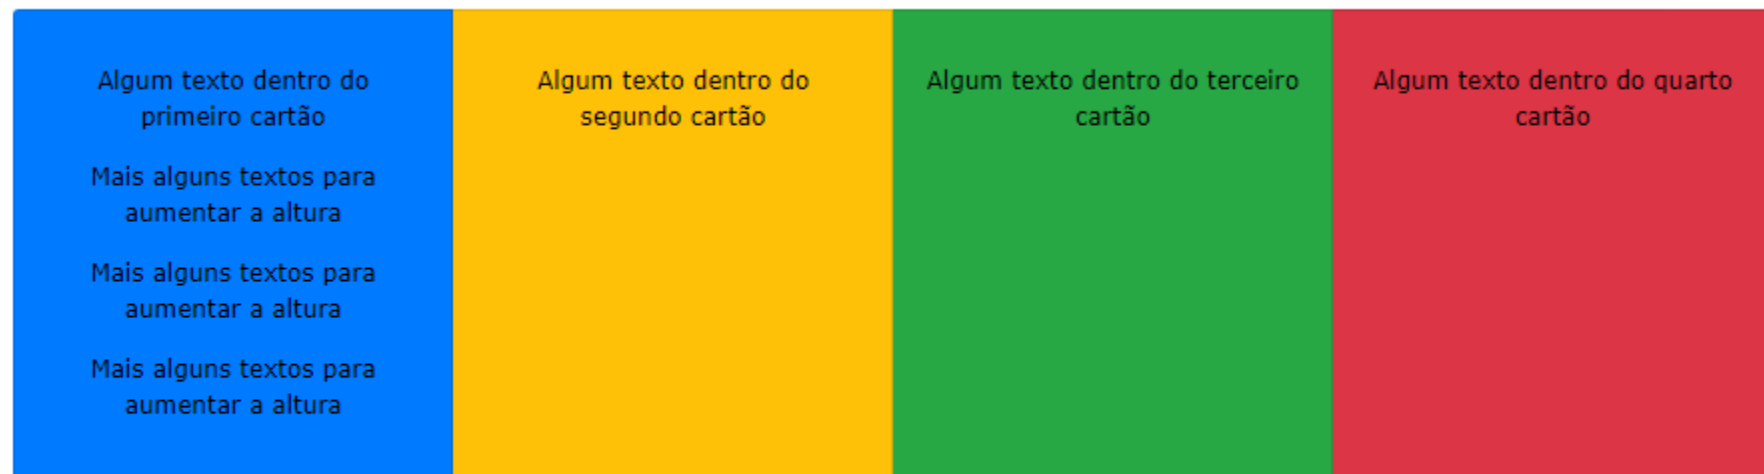 Algum texto dentro do
primeiro cartão
Mais alguns textos para
aumentar a altura
Mais alguns textos para
aumentar a altura
Mais alguns textos para
aumentar a altura
Algum texto dentro do
segundo cartão
Algum texto dentro do terceiro
cartão
Algum texto dentro do quarto
cartão